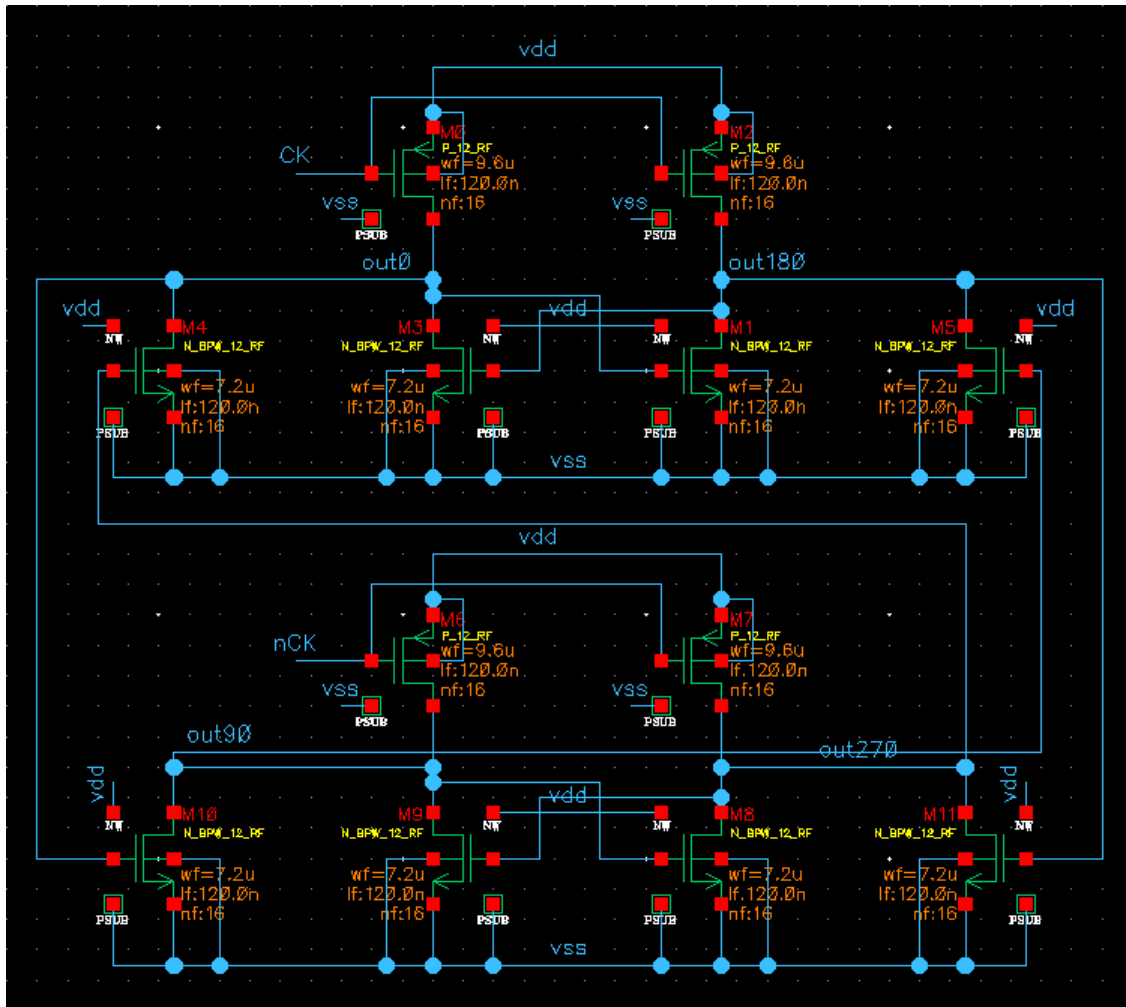 vdd
M0 M2
P_12_RF P_12_RF
CK wf=9.6u wf=9.6u
lf:120.0n lf:120.0n
vss nf:16 vss nf:16
PSUB PSUB
out0 out180
vdd vdd vdd
M4 M3 M1 M5
NW NW NW NW
N_BPW_12_RF N_BPW_12_RF N_BPW_12_RF N_BPW_12_RF
wf=7.2u wf=7.2u wf=7.2u wf=7.2u
lf:120.0n lf:120.0n lf:120.0n lf:120.0n
nf:16 nf:16 nf:16 nf:16
PSUB PSUB PSUB PSUB
vss
vdd
M6 M7
P_12_RF P_12_RF
nCK wf=9.6u wf=9.6u
lf:120.0n lf:120.0n
vss nf:16 vss nf:16
PSUB PSUB
out90 out270
vdd vdd vdd
M10 M9 M8 M11
NW NW NW NW
N_BPW_12_RF N_BPW_12_RF N_BPW_12_RF N_BPW_12_RF
wf=7.2u wf=7.2u wf=7.2u wf=7.2u
lf:120.0n lf:120.0n lf:120.0n lf:120.0n
nf:16 nf:16 nf:16 nf:16
PSUB PSUB PSUB PSUB
vss